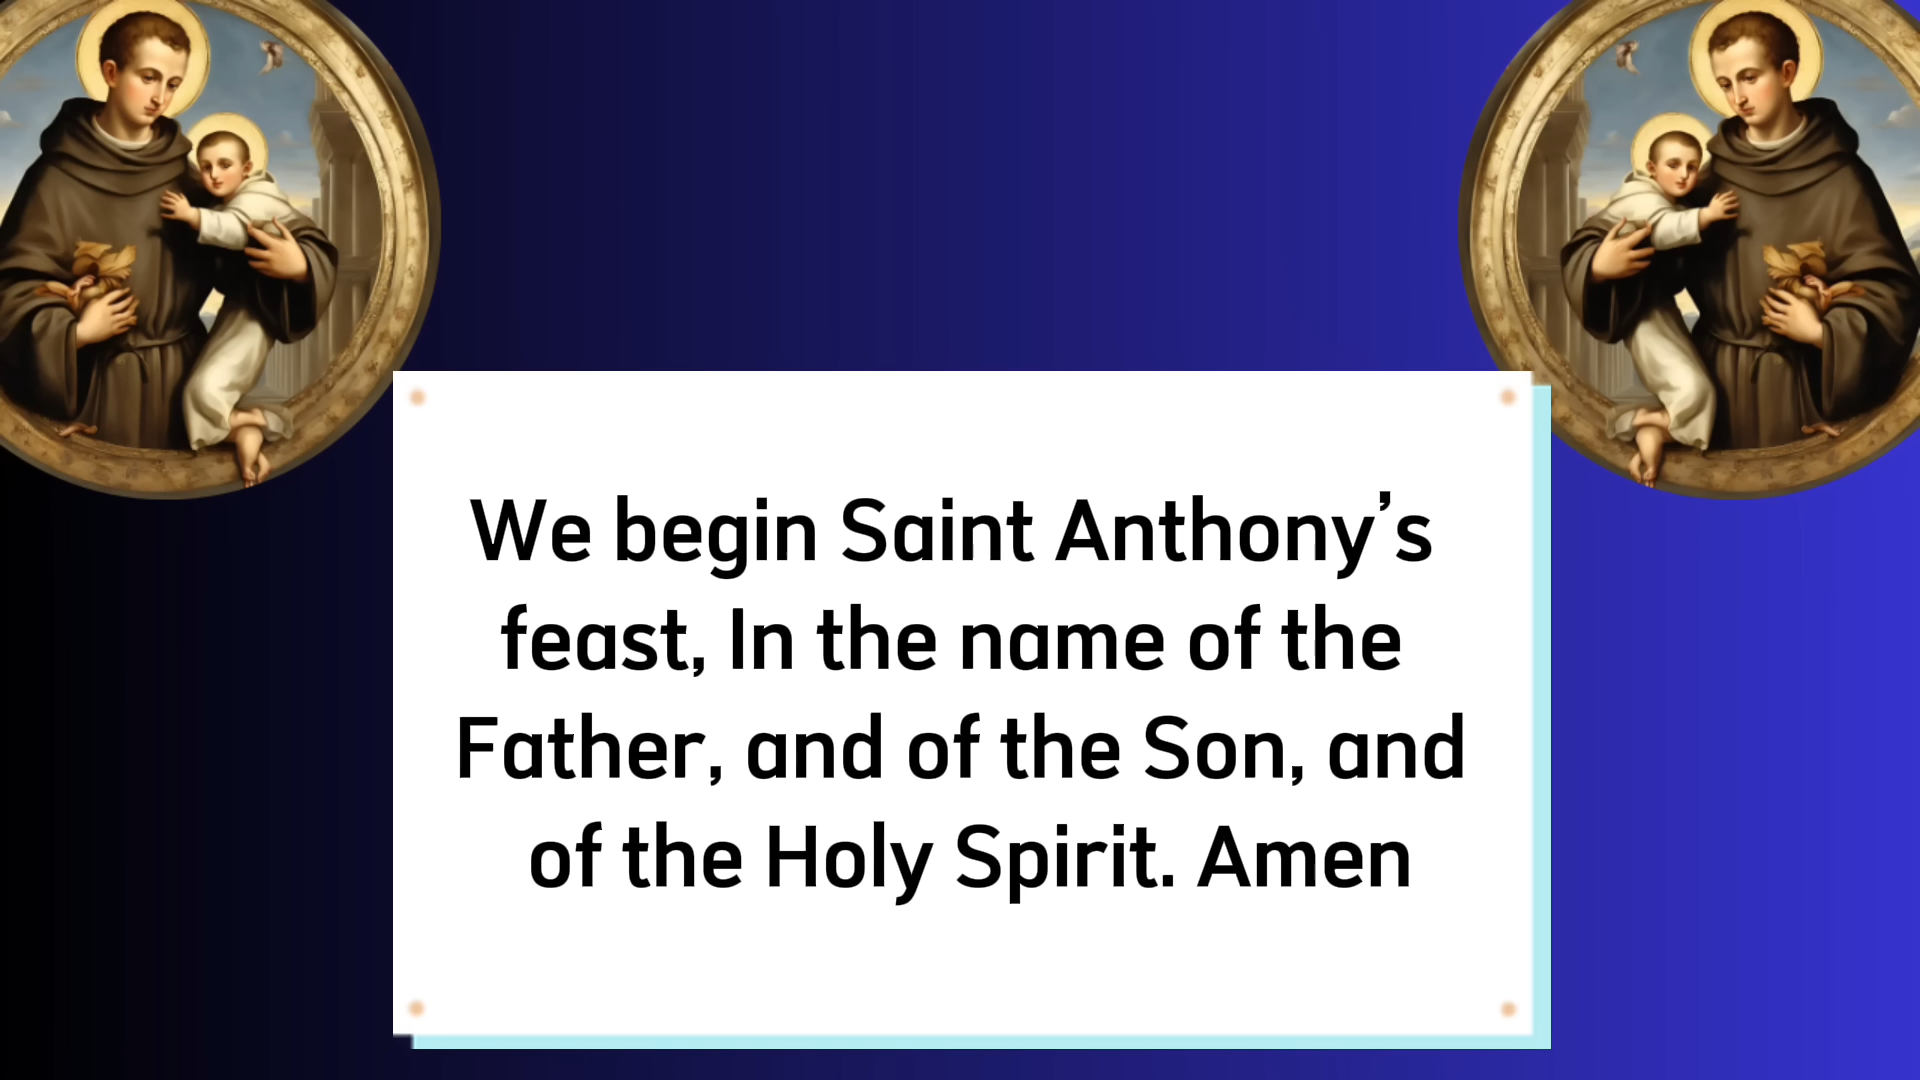 We begin Saint Anthony’s
feast, In the name of the
Father, and of the Son, and
of the Holy Spirit. Amen